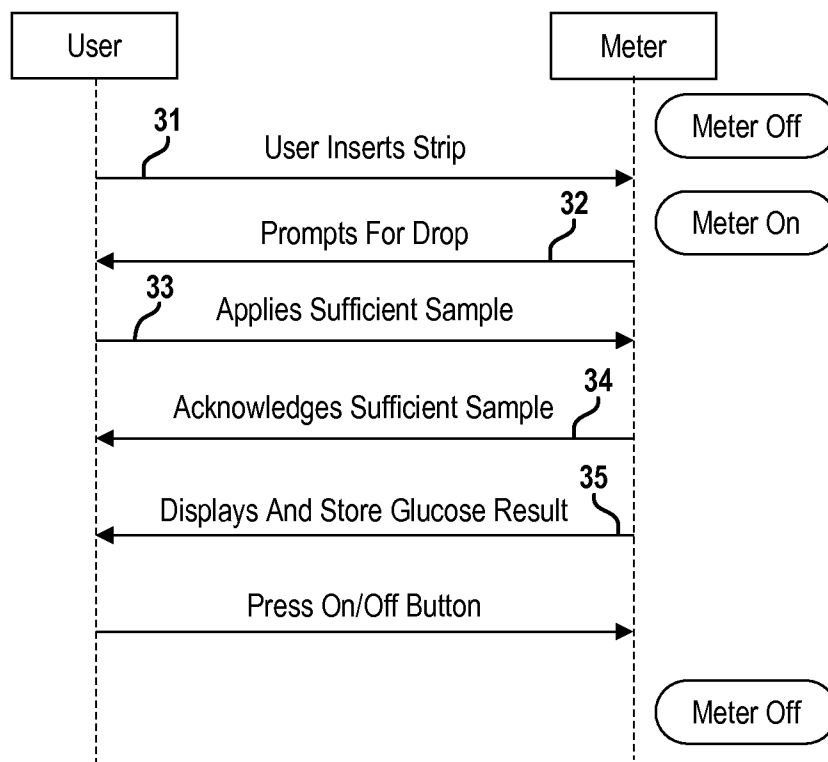 User
Meter
Meter Off
31
User Inserts Strip
Meter On
32
Prompts For Drop
33
Applies Sufficient Sample
34
Acknowledges Sufficient Sample
35
Displays And Store Glucose Result
Press On/Off Button
Meter Off